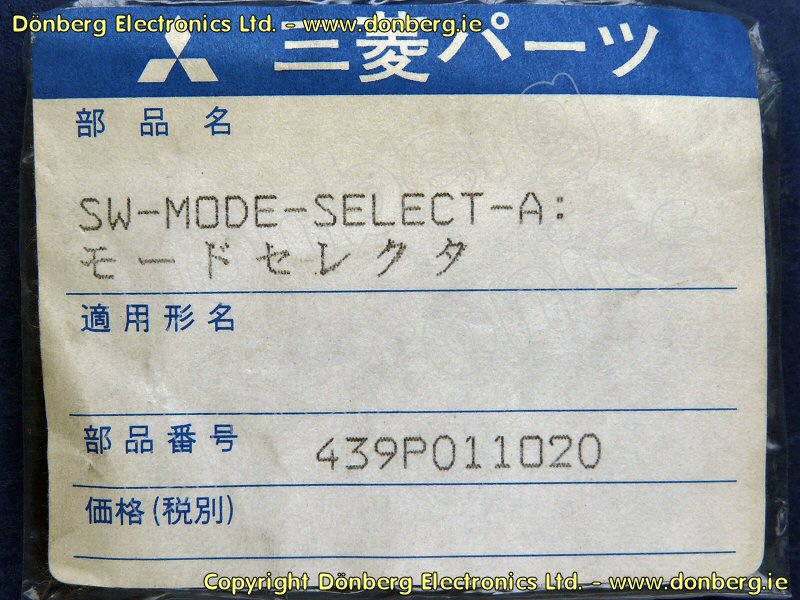 Dönberg Electronics Ltd. - www.donberg.ie
三菱パーツ
部品名
SW-MODE-SELECT-A:
モードセレクタ
適用形名
部品番号 439P011020
価格(税別)
Copyright Dönberg Electronics Ltd. - www.donberg.ie